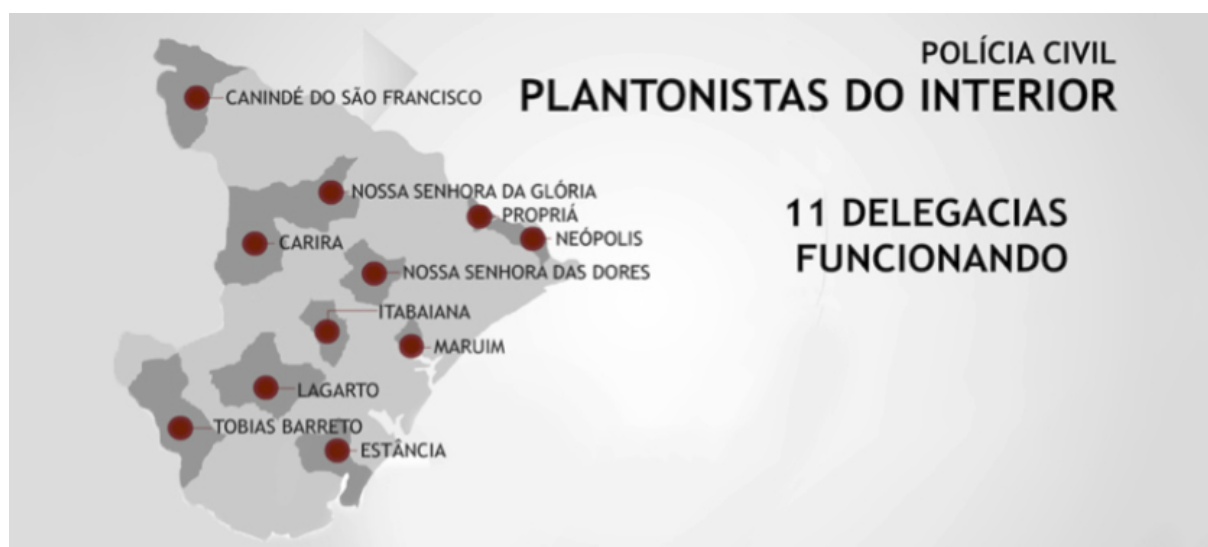 POLÍCIA CIVIL
PLANTONISTAS DO INTERIOR
CANINDÉ DO SÃO FRANCISCO
NOSSA SENHORA DA GLÓRIA
PROPRIÁ
11 DELEGACIAS
FUNCIONANDO
NEÓPOLIS
CARIRA
NOSSA SENHORA DAS DORES
ITABAIANA
MARUIM
LAGARTO
TOBIAS BARRETO
ESTÂNCIA